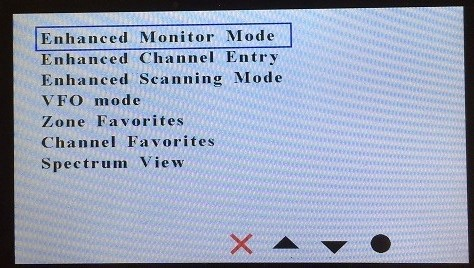 Enhanced Monitor Mode
Enhanced Channel Entry
Enhanced Scanning Mode
VFO mode
Zone Favorites
Channel Favorites
Spectrum View